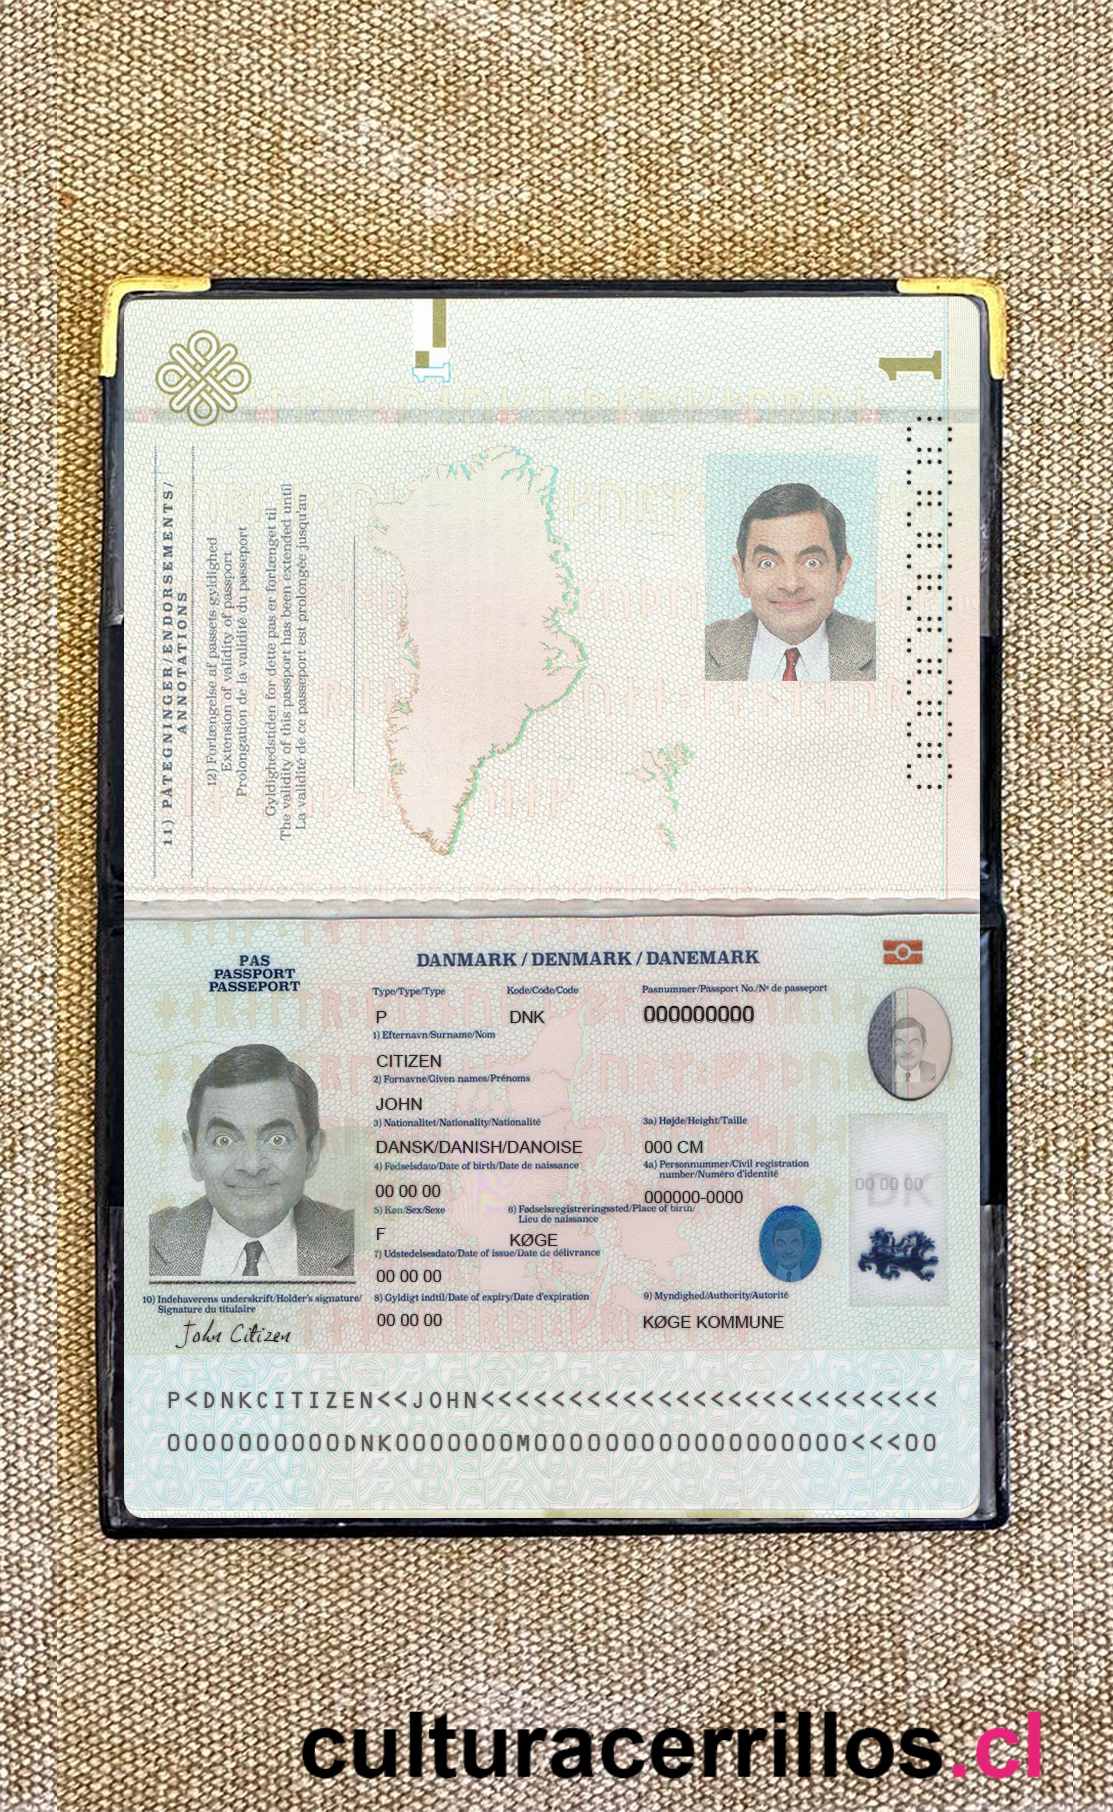 1
1
11) PÅTEGNINGER/ENDORSEMENTS/
ANNOTATIONS
12) Forlængelse af passets gyldighed
Extension of validity of passport
Prolongation de la validité du passeport
Gyldighedstiden for dette pas er forlænget til
The validity of this passport has been extended until
La validité de ce passeport est prolongée jusqu'au
PAS
PASSPORT
PASSEPORT
DANMARK / DENMARK / DANEMARK
Type/Type/Type Kode/Code/Code Pasnummer/Passport No./Nº de passeport
P DNK 000000000
1) Efternavn/Surname/Nom
CITIZEN
2) Fornavne/Given names/Prénoms
JOHN
3) Nationalitet/Nationality/Nationalité 3a) Højde/Height/Taille
DANSK/DANISH/DANOISE 000 CM
4) Fødselsdato/Date of birth/Date de naissance 4a) Personnummer/Civil registration
number/Numéro d'identité
00 00 00 000000-0000
5) Køn/Sex/Sexe 6) Fødselsregistreringssted/Place of birth/
Lieu de naissance
F KØGE
7) Udstedelsesdato/Date of issue/Date de délivrance
00 00 00
8) Gyldigt indtil/Date of expiry/Date d'expiration 9) Myndighed/Authority/Autorité
00 00 00 KØGE KOMMUNE
00 00 00
DK
10) Indehaverens underskrift/Holder's signature/
Signature du titulaire
John Citizen
P<DNKCITIZEN<<JOHN<<<<<<<<<<<<<<<<<<<<<<<<<<
0000000000DNK0000000M000000000000000000<<<00
culturacerrillos.cl